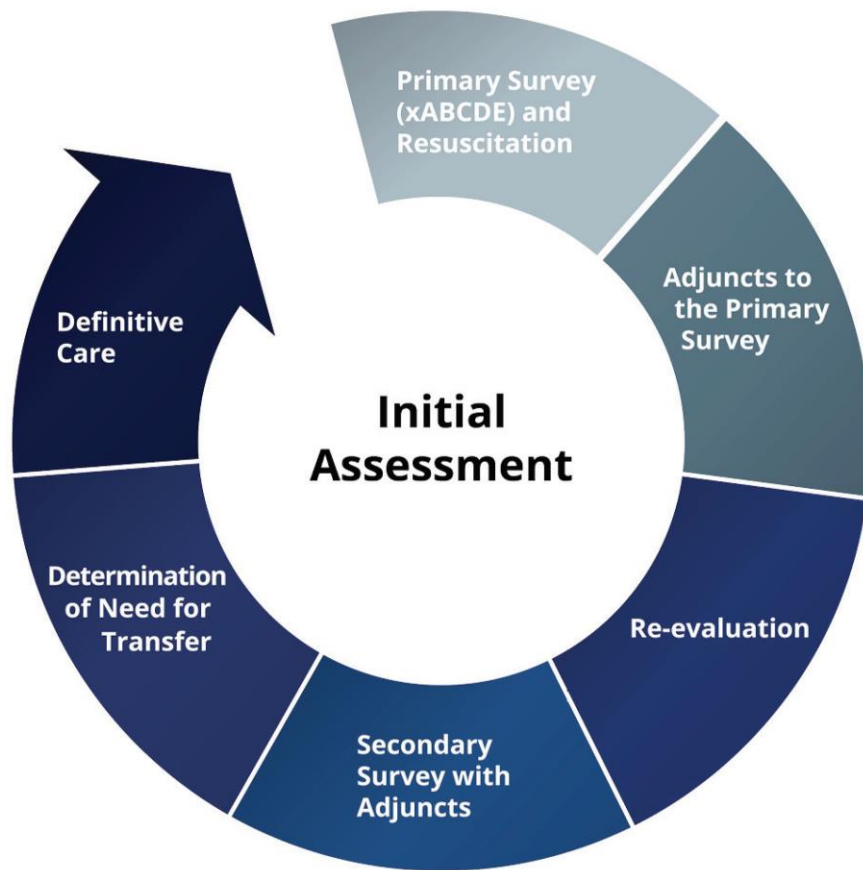 Primary Survey
(xABCDE) and
Resuscitation
Adjuncts to
the Primary
Survey
Re-evaluation
Secondary
Survey with
Adjuncts
Determination
of Need for
Transfer
Definitive
Care
Initial
Assessment